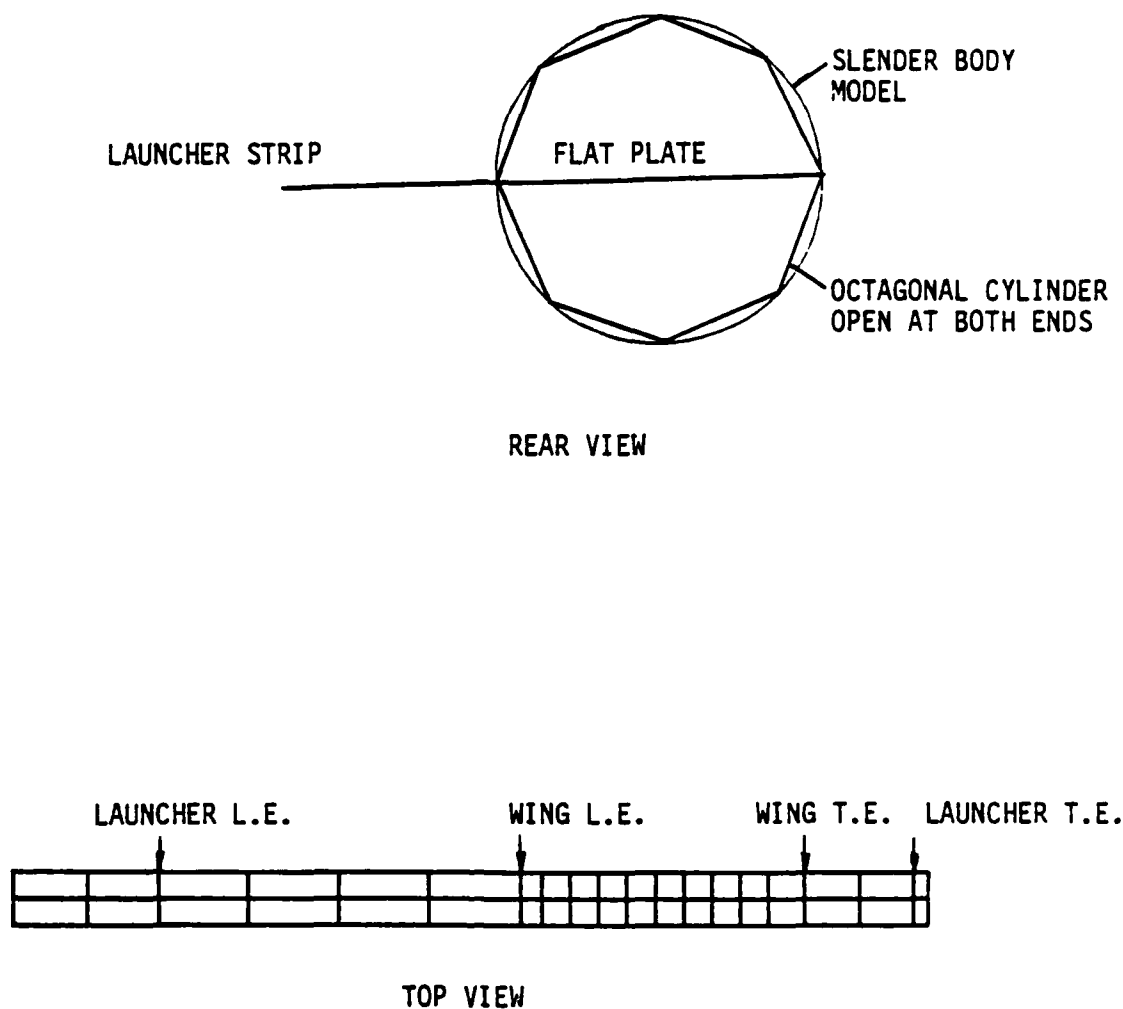 SLENDER BODY
MODEL
LAUNCHER STRIP
FLAT PLATE
OCTAGONAL CYLINDER
OPEN AT BOTH ENDS
REAR VIEW
LAUNCHER L.E.
WING L.E.
WING T.E.
LAUNCHER T.E.
TOP VIEW